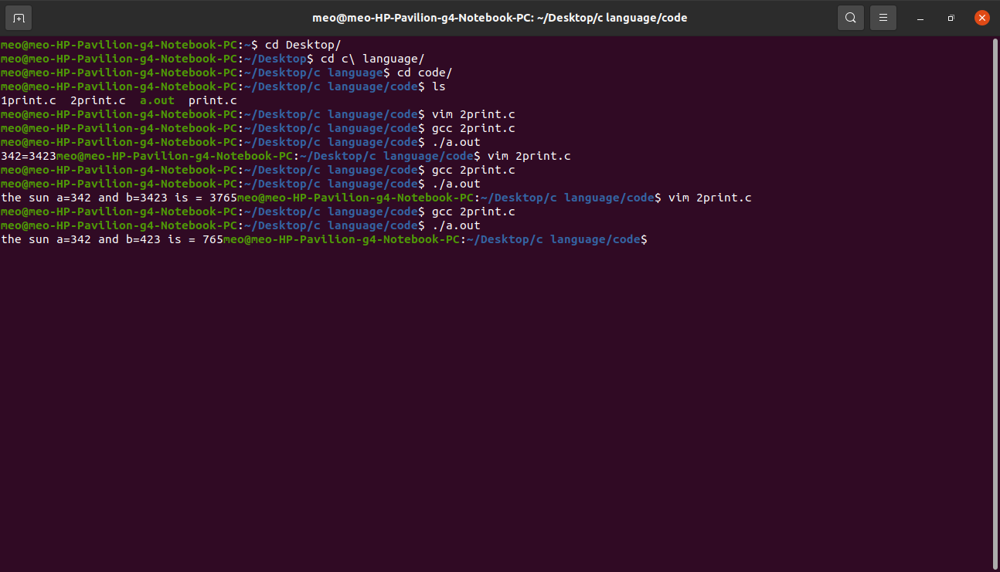 meo@meo-HP-Pavilion-g4-Notebook-PC: ~/Desktop/c language/code
meo@meo-HP-Pavilion-g4-Notebook-PC:~$ cd Desktop/
meo@meo-HP-Pavilion-g4-Notebook-PC:~/Desktop$ cd c\ language/
meo@meo-HP-Pavilion-g4-Notebook-PC:~/Desktop/c language$ cd code/
meo@meo-HP-Pavilion-g4-Notebook-PC:~/Desktop/c language/code$ ls
1print.c  2print.c  a.out  print.c
meo@meo-HP-Pavilion-g4-Notebook-PC:~/Desktop/c language/code$ vim 2print.c
meo@meo-HP-Pavilion-g4-Notebook-PC:~/Desktop/c language/code$ gcc 2print.c
meo@meo-HP-Pavilion-g4-Notebook-PC:~/Desktop/c language/code$ ./a.out
342=3423meo@meo-HP-Pavilion-g4-Notebook-PC:~/Desktop/c language/code$ vim 2print.c
meo@meo-HP-Pavilion-g4-Notebook-PC:~/Desktop/c language/code$ gcc 2print.c
meo@meo-HP-Pavilion-g4-Notebook-PC:~/Desktop/c language/code$ ./a.out
the sun a=342 and b=3423 is = 3765meo@meo-HP-Pavilion-g4-Notebook-PC:~/Desktop/c language/code$ vim 2print.c
meo@meo-HP-Pavilion-g4-Notebook-PC:~/Desktop/c language/code$ gcc 2print.c
meo@meo-HP-Pavilion-g4-Notebook-PC:~/Desktop/c language/code$ ./a.out
the sun a=342 and b=423 is = 765meo@meo-HP-Pavilion-g4-Notebook-PC:~/Desktop/c language/code$